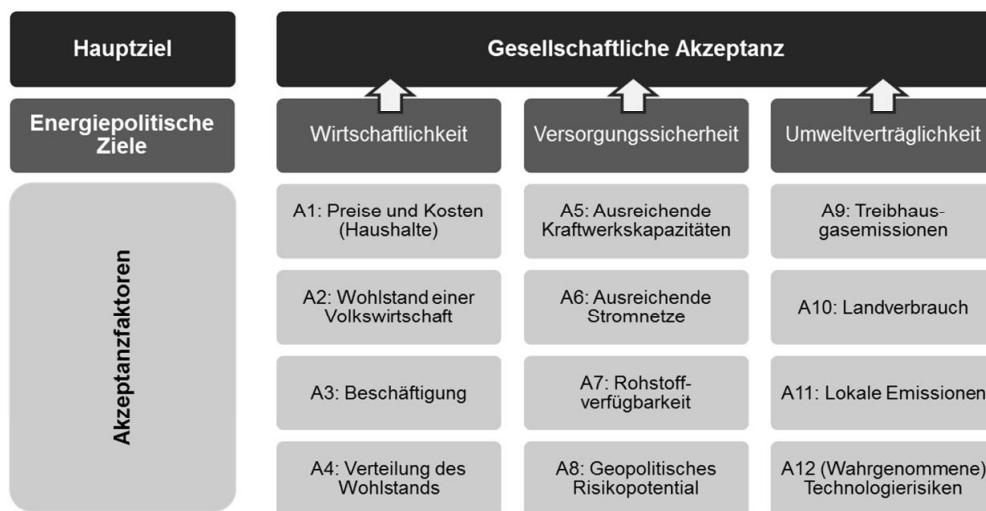 Hauptziel
Gesellschaftliche Akzeptanz
Energiepolitische
Ziele
Wirtschaftlichkeit
Versorgungssicherheit
Umweltverträglichkeit
Akzeptanzfaktoren
A1: Preise und Kosten
(Haushalte)
A5: Ausreichende
Kraftwerkskapazitäten
A9: Treibhaus-
gasemissionen
A2: Wohlstand einer
Volkswirtschaft
A6: Ausreichende
Stromnetze
A10: Landverbrauch
A3: Beschäftigung
A7: Rohstoff-
verfügbarkeit
A11: Lokale Emissionen
A4: Verteilung des
Wohlstands
A8: Geopolitisches
Risikopotential
A12 (Wahrgenommene)
Technologierisiken